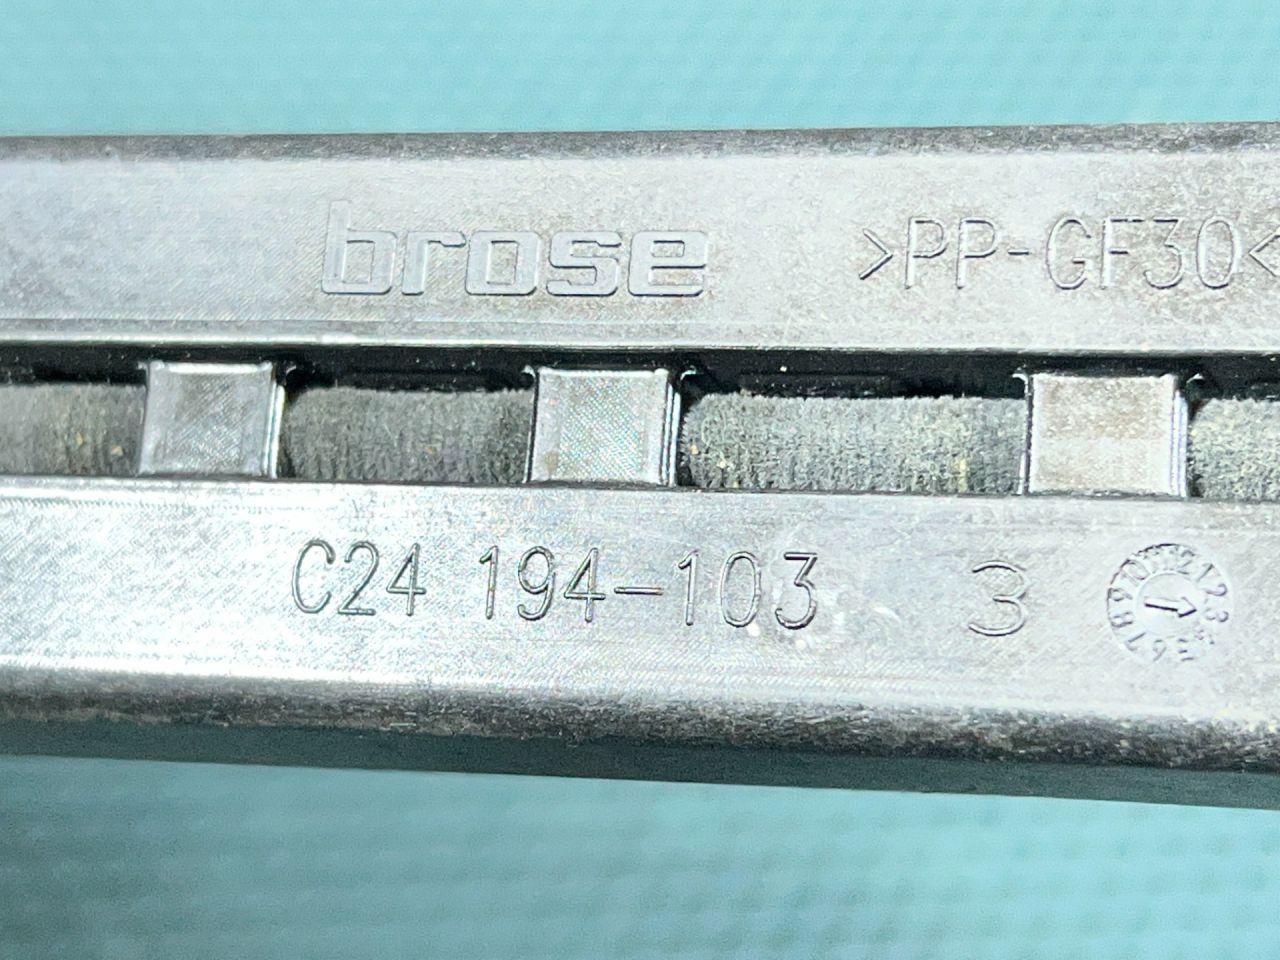 brose
>PP-GF30<
C24 194-103 3